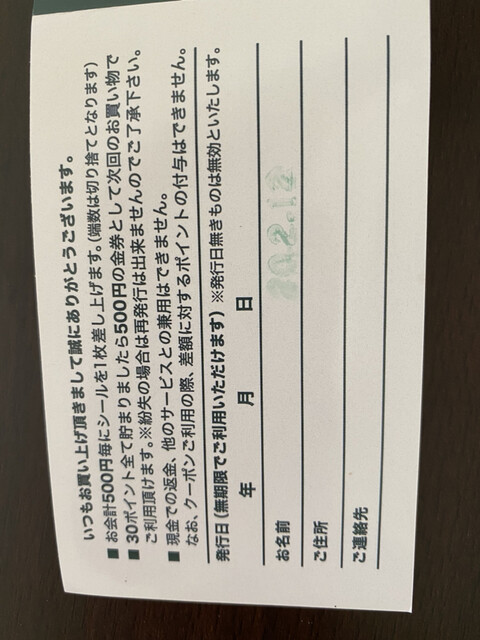 いつもお買い上げ頂きまして誠にありがとうございます。
■ お会計500円毎にシールを1枚差し上げます。(端数は切り捨てとなります)
■ 30ポイント全て貯まりましたら500円の金券として次回のお買い物で
ご利用頂けます。※紛失の場合は再発行は出来ませんのでご了承下さい。
■ 現金での返金、他のサービスとの兼用はできません。
なお、クーポンご利用の際、差額に対するポイントの付与はできません。
発行日(無期限でご利用いただけます) ※発行日無きものは無効といたします。
年 月 日
お名前
ご住所
ご連絡先